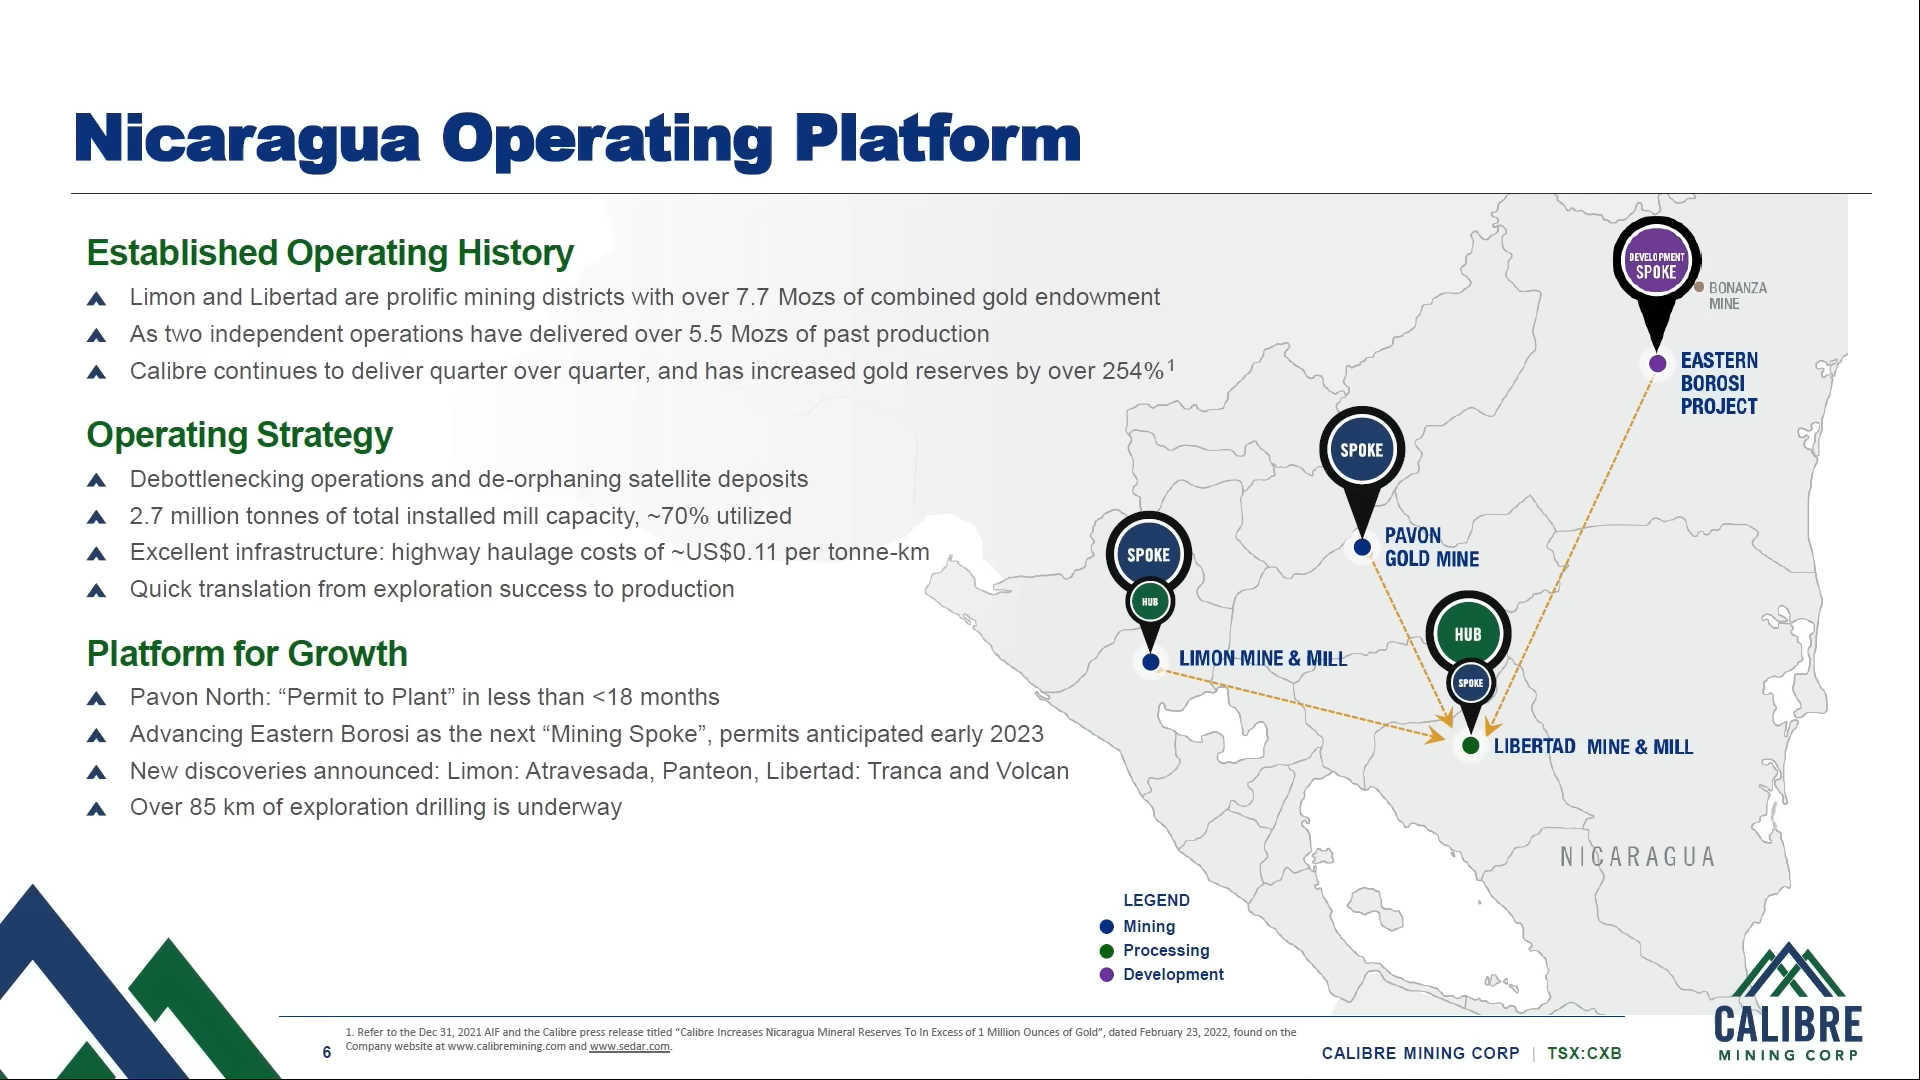 Nicaragua Operating Platform
Established Operating History
Limon and Libertad are prolific mining districts with over 7.7 Mozs of combined gold endowment
As two independent operations have delivered over 5.5 Mozs of past production
Calibre continues to deliver quarter over quarter, and has increased gold reserves by over 254%¹
Operating Strategy
Debottlenecking operations and de-orphaning satellite deposits
2.7 million tonnes of total installed mill capacity, ~70% utilized
Excellent infrastructure: highway haulage costs of ~US$0.11 per tonne-km
Quick translation from exploration success to production
Platform for Growth
Pavon North: “Permit to Plant” in less than <18 months
Advancing Eastern Borosi as the next “Mining Spoke”, permits anticipated early 2023
New discoveries announced: Limon: Atravesada, Panteon, Libertad: Tranca and Volcan
Over 85 km of exploration drilling is underway
DEVELOPMENT
SPOKE
BONANZA
MINE
EASTERN
BOROSI
PROJECT
SPOKE
PAVON
GOLD MINE
SPOKE
HUB
LIMON MINE & MILL
HUB
SPOKE
LIBERTAD MINE & MILL
NICARAGUA
LEGEND
Mining
Processing
Development
1. Refer to the Dec 31, 2021 AIF and the Calibre press release titled “Calibre Increases Nicaragua Mineral Reserves To In Excess of 1 Million Ounces of Gold”, dated February 23, 2022, found on the
Company website at www.calibremining.com and www.sedar.com.
6
CALIBRE MINING CORP | TSX:CXB
CALIBRE
MINING CORP